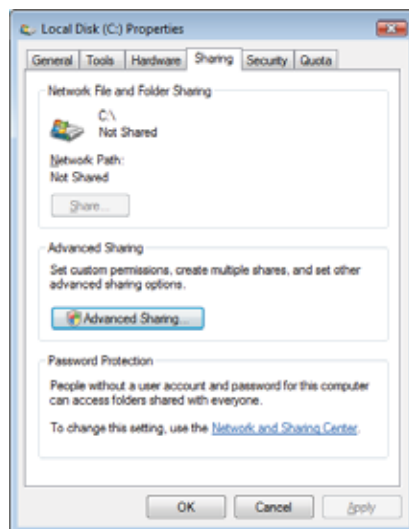 Local Disk (C:) Properties
General Tools Hardware Sharing Security Quota
Network File and Folder Sharing
C:\
Not Shared
Network Path:
Not Shared
Share...
Advanced Sharing
Set custom permissions, create multiple shares, and set other
advanced sharing options.
Advanced Sharing...
Password Protection
People without a user account and password for this computer
can access folders shared with everyone.
To change this setting, use the Network and Sharing Center.
OK Cancel Apply